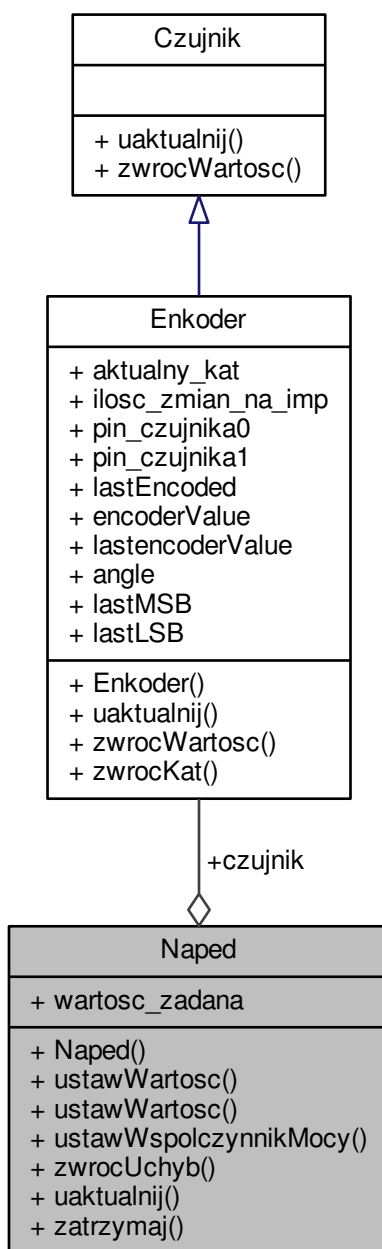 Czujnik
+ uaktualnij()
+ zwrocWartosc()
Enkoder
+ aktualny_kat
+ ilosc_zmian_na_imp
+ pin_czujnika0
+ pin_czujnika1
+ lastEncoded
+ encoderValue
+ lastencoderValue
+ angle
+ lastMSB
+ lastLSB
+ Enkoder()
+ uaktualnij()
+ zwrocWartosc()
+ zwrocKat()
+czujnik
Naped
+ wartosc_zadana
+ Naped()
+ ustawWartosc()
+ ustawWartosc()
+ ustawWspolczynnikMocy()
+ zwrocUchyb()
+ uaktualnij()
+ zatrzymaj()